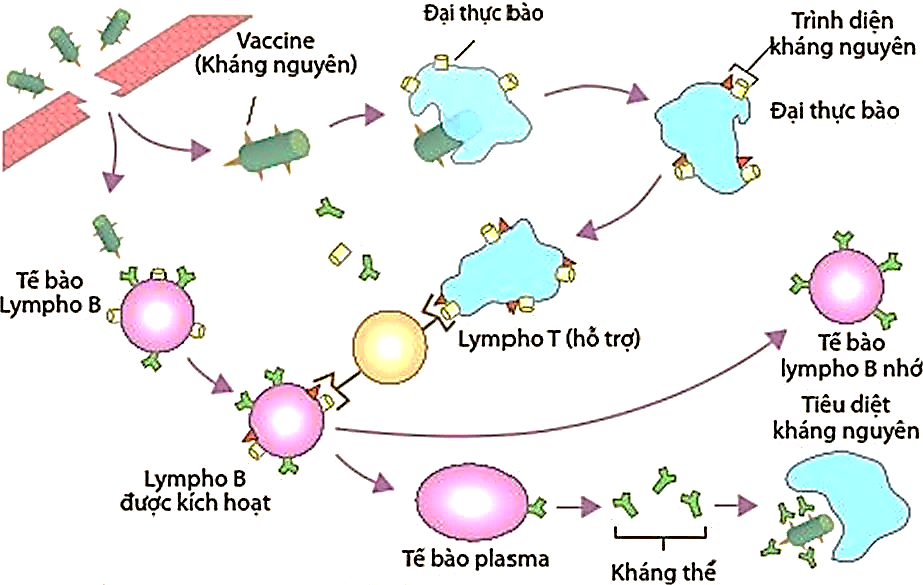 Đại thực bào
Vaccine
(Kháng nguyên)
Trình diện
kháng nguyên
Đại thực bào
Tế bào
Lympho B
Lympho T (hỗ trợ)
Tế bào
lympho B nhớ
Lympho B
được kích hoạt
Tiêu diệt
kháng nguyên
Tế bào plasma
Kháng thể